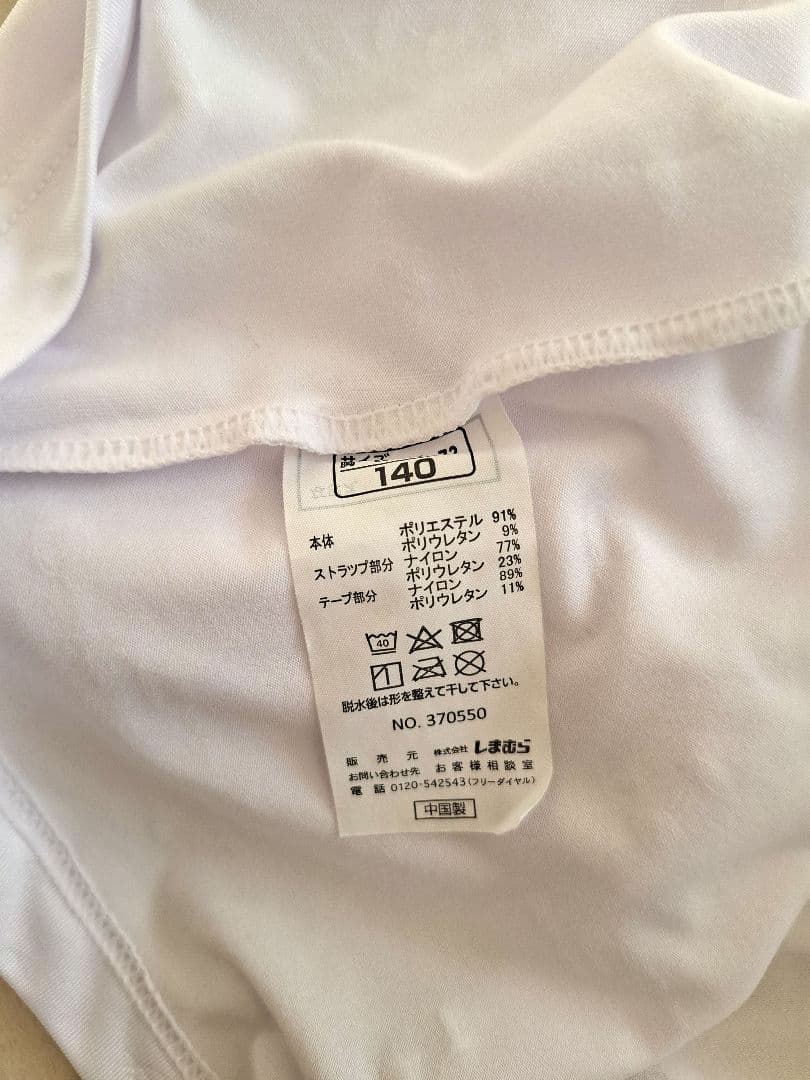 サイズ
140
本体 ポリエステル 91%
ポリウレタン 9%
ストラップ部分 ナイロン 77%
ポリウレタン 23%
テープ部分 ナイロン 89%
ポリウレタン 11%
40
脱水後は形を整えて干して下さい。
NO. 370550
販売元 株式会社 しまむら
お問い合わせ先 お客様相談室
電話 0120-542543(フリーダイヤル)
中国製